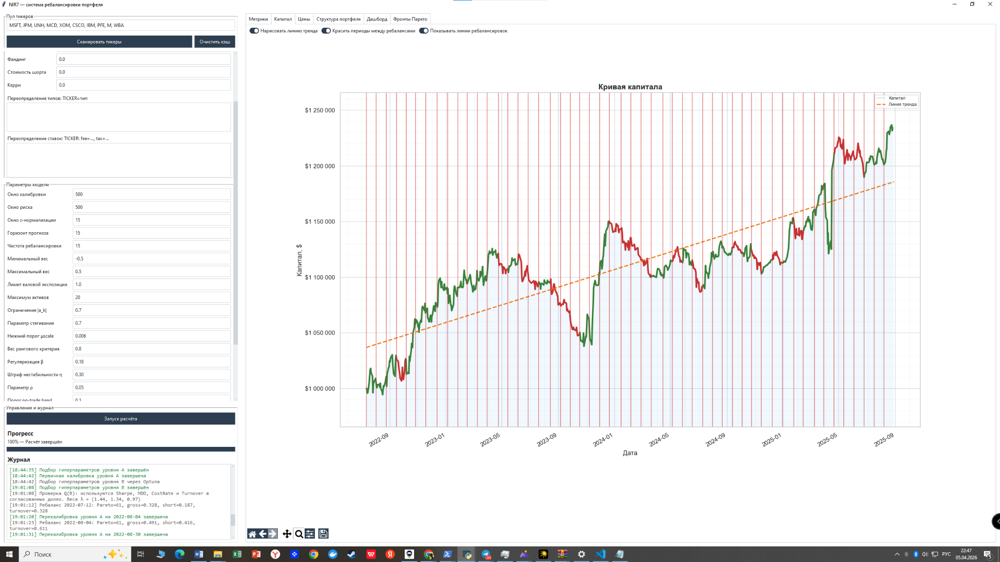 NIR7 — система ребалансировки портфеля
Пул тикеров
MSFT, JPM, UNH, MCD, XOM, CSCO, IBM, PFE, M, WBA
Сканировать тикеры
Очистить кэш
Фандинг
0.0
Стоимость шорта
0.0
Керри
0.0
Переопределение типов: TICKER=тип
Переопределение ставок: TICKER: fee=..., tax=...
Параметры модели
Окно калибровки
500
Окно риска
500
Окно z-нормализации
15
Горизонт прогноза
15
Частота ребалансировки
15
Минимальный вес
-0.5
Максимальный вес
0.5
Лимит валовой экспозиции
1.0
Максимум активов
20
Ограничение |a_k|
0.7
Параметр стягивания
0.7
Нижний порог μscale
0.006
Вес рангового критерия
0.8
Регуляризация β
0.18
Штраф нестабильности η
0.30
Параметр ρ
0.05
Порог no-trade band
0.1
Управление и журнал
Запуск расчёта
Прогресс
100% — Расчёт завершён
Журнал
[18:44:35] Подбор гиперпараметров уровня A завершён
[18:44:42] Первичная калибровка уровня A завершена
[18:44:42] Подбор гиперпараметров уровня B через Optuna
[19:01:08] Подбор гиперпараметров уровня B завершён
[19:01:08] Проверка Q(B): используются Sharpe, MDD, CostRate и Turnover в
согласованных долях. Веса λ = (1.44, 1.34, 0.97)
[19:01:12] Ребаланс 2022-07-12: Pareto=61, gross=0.328, short=0.187,
turnover=0.328
[19:01:20] Перекалибровка уровня A на 2022-08-04 завершена
[19:01:23] Ребаланс 2022-08-04: Pareto=61, gross=0.491, short=0.416,
turnover=0.611
[19:01:31] Перекалибровка уровня A на 2022-08-30 завершена
Метрики
Капитал
Цены
Структура портфеля
Дашборд
Фронты Парето
Нарисовать линию тренда
Красить периоды между ребалансами
Показывать линии ребалансировок
Кривая капитала
Капитал
Линия тренда
Капитал, $
$1 250 000
$1 200 000
$1 150 000
$1 100 000
$1 050 000
$1 000 000
2022-09
2023-01
2023-05
2023-09
2024-01
2024-05
2024-09
2025-01
2025-05
2025-09
Дата
Поиск
РУС
22:47
05.04.2026
5